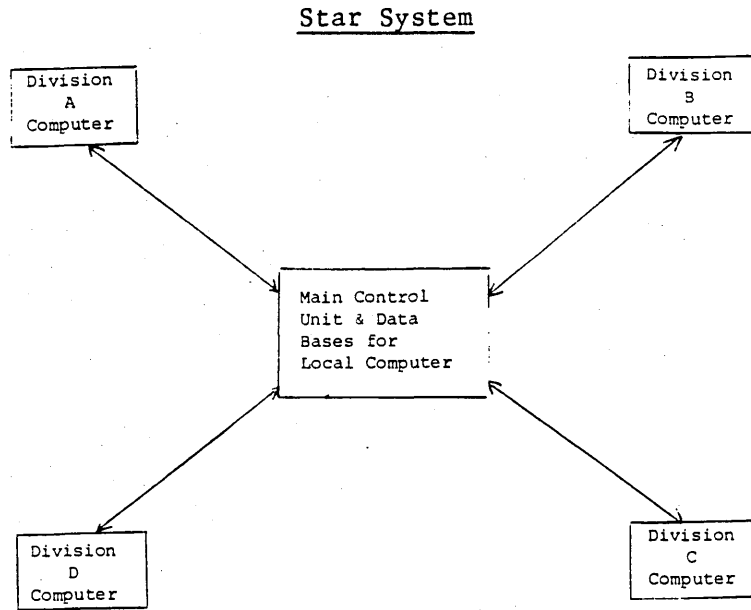 Star System
Division
A
Computer
Division
B
Computer
Main Control
Unit & Data
Bases for
Local Computer
Division
D
Computer
Division
C
Computer